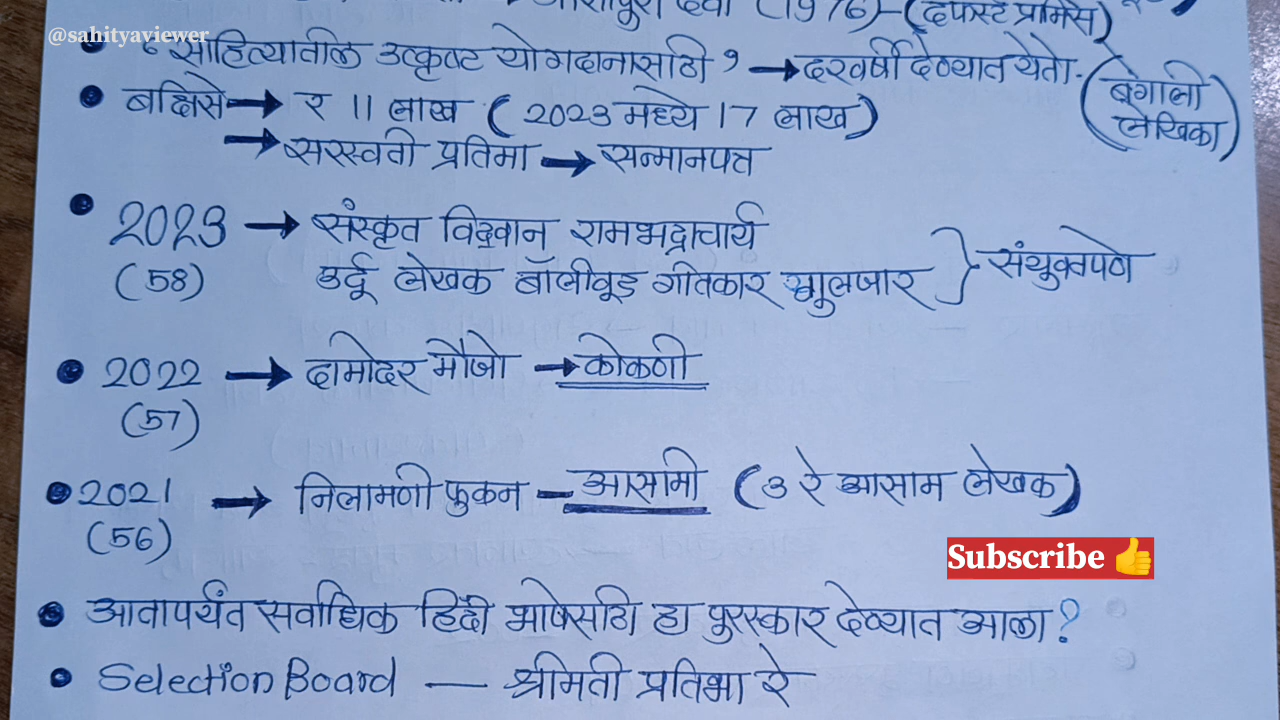 आशापुर्णा देवी (1976)-(द फर्स्ट प्रॉमिस)
@sahityaviewer
• "साहित्यातील उत्कृष्ट योगदानासाठी" → दरवर्षी देण्यात येतो. (बंगाली लेखिका)
• बक्षिसे → ₹ 11 लाख (2023 मध्ये 17 लाख)
→ सरस्वती प्रतिमा → सन्मानपत्र
• 2023 → संस्कृत विद्वान् रामभद्राचार्य
(58) उर्दू लेखक बॉलीवूड गीतकार गुलजार } संयुक्तपणे
• 2022 → दामोदर मौजो → कोकणी
(57)
• 2021 → निलामणी फुकन – आसामी (3 रे आसाम लेखक)
(56)
Subscribe 👍
• आतापर्यंत सर्वाधिक हिंदी भाषेसाठी हा पुरस्कार देण्यात आला?
• Selection Board — श्रीमती प्रतिभा रे